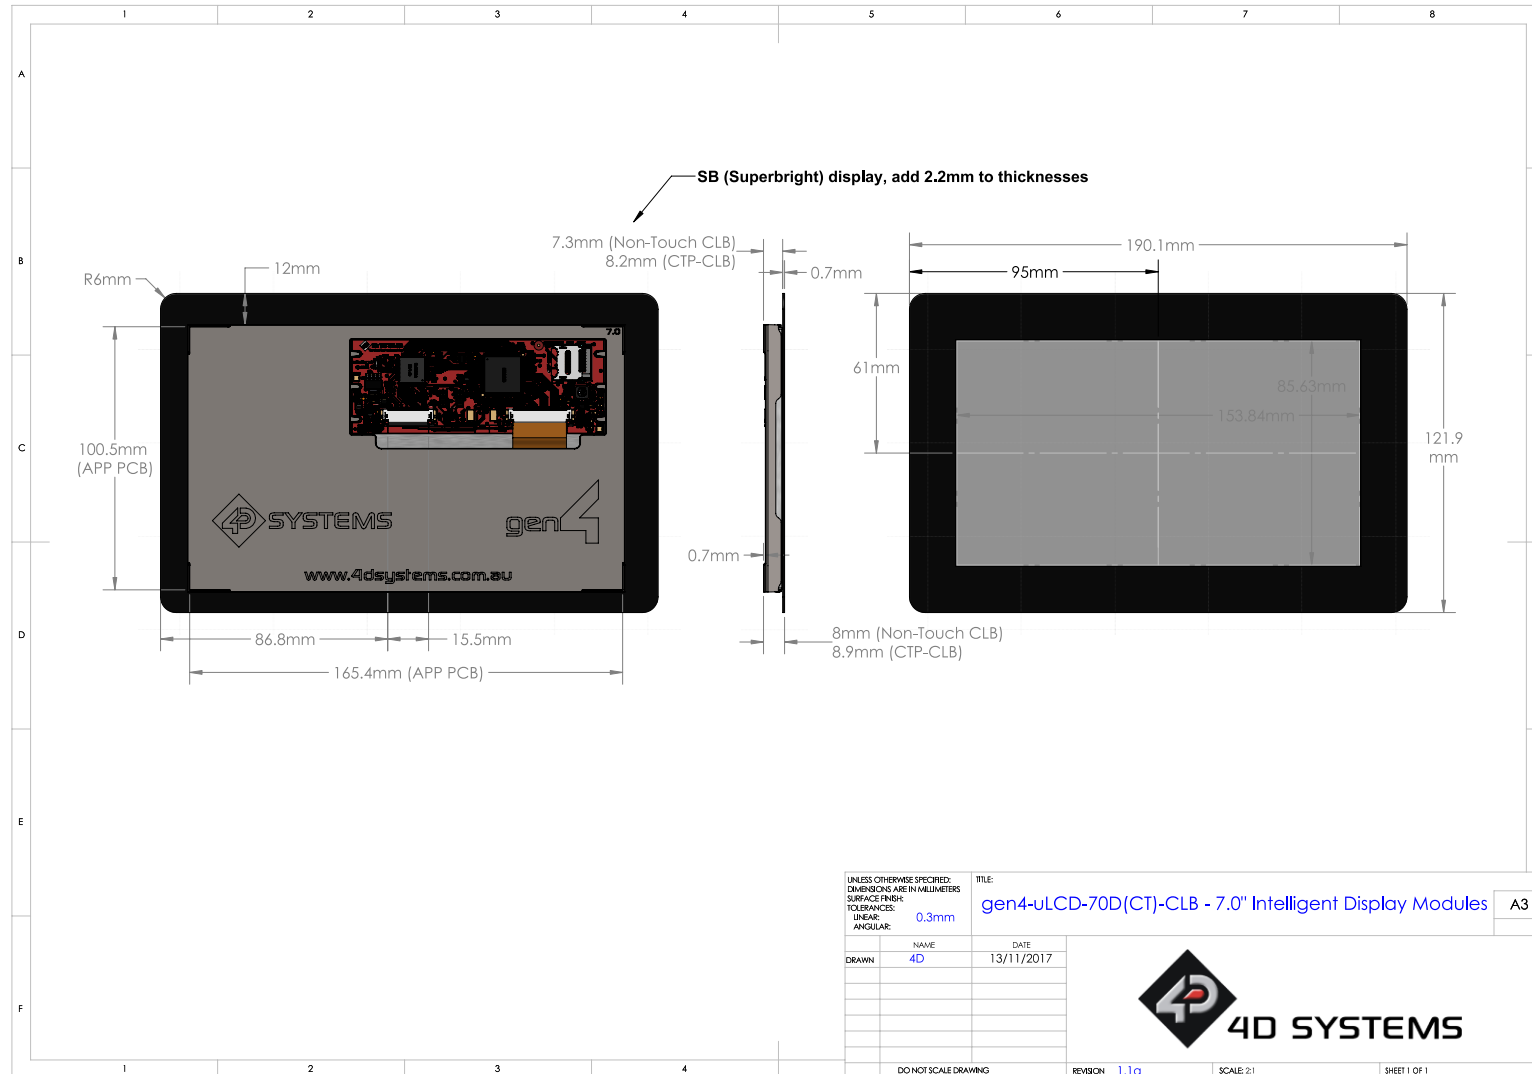 1 2 3 4 5 6 7 8
A
B
C
D
E
F
SB (Superbright) display, add 2.2mm to thicknesses
7.3mm (Non-Touch CLB)
8.2mm (CTP-CLB)
0.7mm
190.1mm
95mm
R6mm
12mm
7.0
61mm
85.63mm
153.84mm
100.5mm
(APP PCB)
121.9
mm
4D SYSTEMS
gen4
www.4dsystems.com.au
0.7mm
86.8mm
15.5mm
165.4mm (APP PCB)
8mm (Non-Touch CLB)
8.9mm (CTP-CLB)
UNLESS OTHERWISE SPECIFIED:
DIMENSIONS ARE IN MILLIMETERS
SURFACE FINISH:
TOLERANCES:
LINEAR: 0.3mm
ANGULAR:
TITLE:
gen4-uLCD-70D(CT)-CLB - 7.0" Intelligent Display Modules
A3
NAME DATE
DRAWN 4D 13/11/2017
4D SYSTEMS
DO NOT SCALE DRAWING
REVISION 1.1a
SCALE: 2:1
SHEET 1 OF 1
1 2 3 4